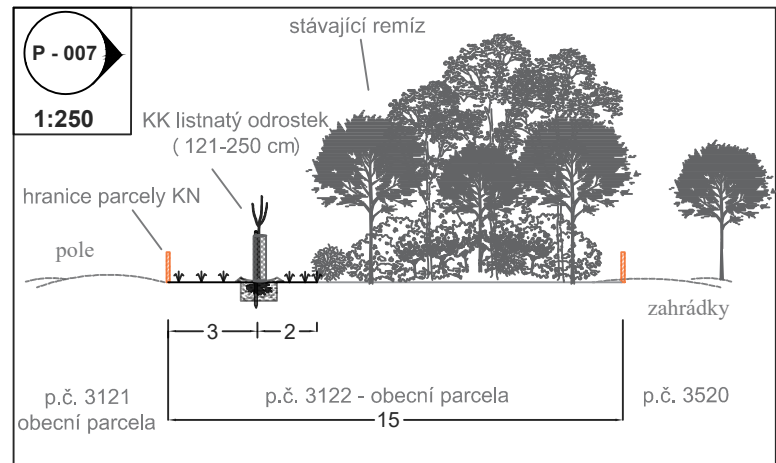 P - 007
1:250
stávající remíz
KK listnatý odrostek
( 121-250 cm)
hranice parcely KN
pole
zahrádky
3
2
p.č. 3121
obecní parcela
p.č. 3122 - obecní parcela
p.č. 3520
15